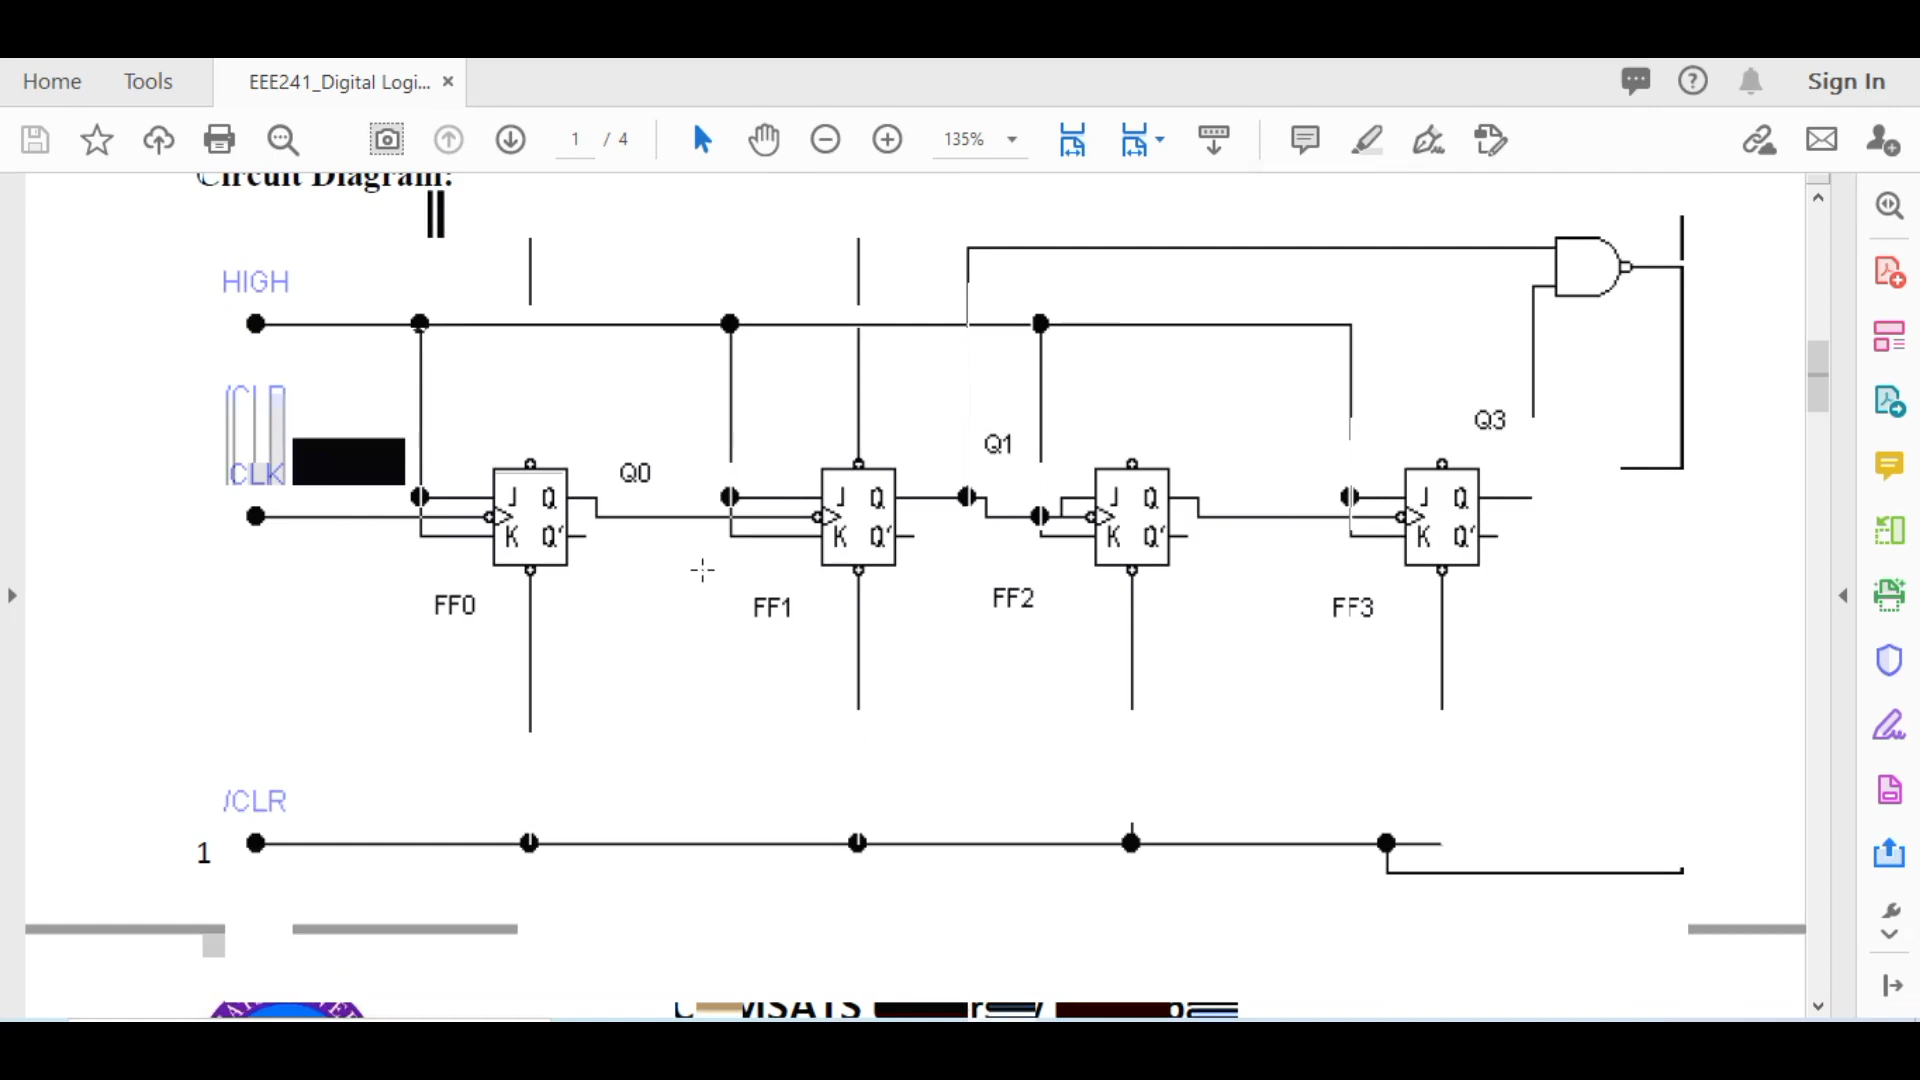 Home Tools EEE241_Digital Logi... × Sign In
1 / 4 135%
Circuit Diagram:
HIGH
/CLR
Q3
Q1
CLK Q0
J Q J Q J Q J Q
K Q' K Q' K Q' K Q'
FF0 FF1 FF2 FF3
/CLR
1